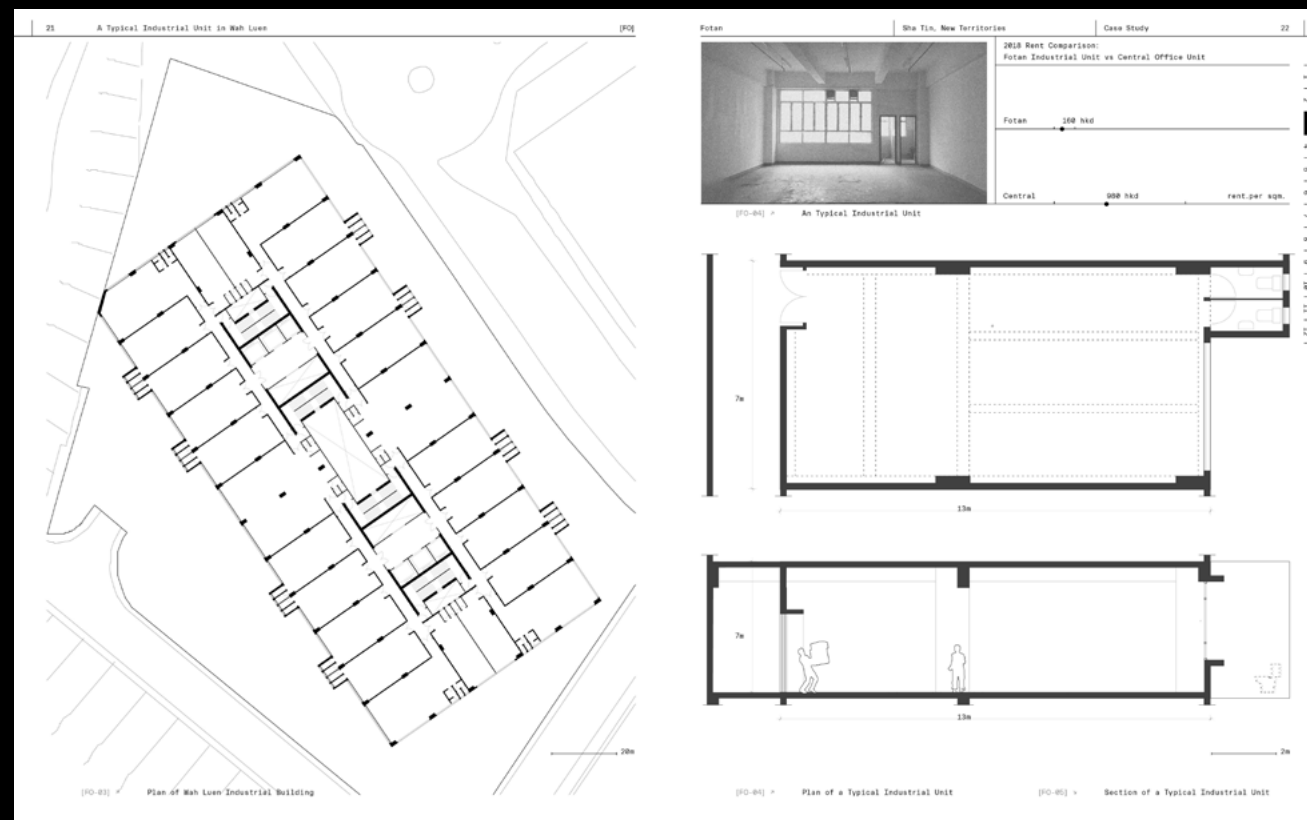 21 A Typical Industrial Unit in Wah Luen [FO]
20m
[FO-03] ↗ Plan of Wah Luen Industrial Building
Fotan Sha Tin, New Territories Case Study 22
2018 Rent Comparison:
Fotan Industrial Unit vs Central Office Unit
Fotan 160 hkd
Central 980 hkd rent.per sqm.
[FO-04] ↗ An Typical Industrial Unit
7m
13m
7m
13m
2m
[FO-04] ↗ Plan of a Typical Industrial Unit
[FO-05] ↘ Section of a Typical Industrial Unit